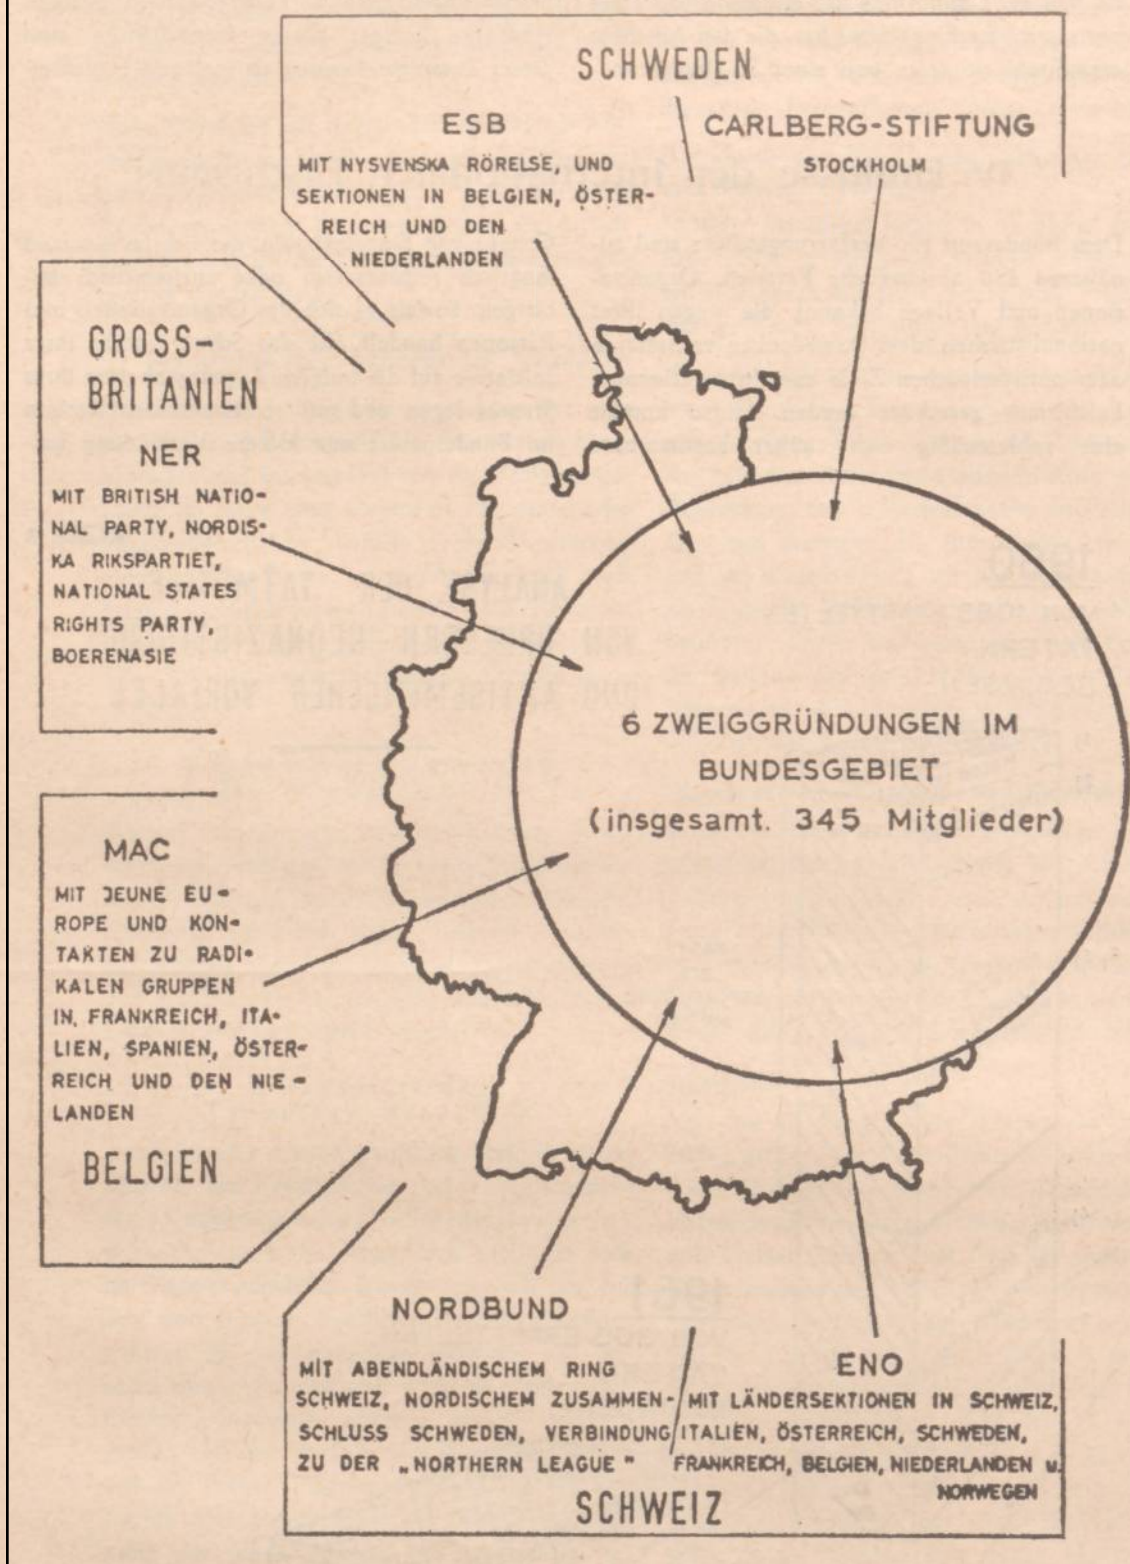 SCHWEDEN
ESB
MIT NYSVENSKA RÖRELSE, UND
SEKTIONEN IN BELGIEN, ÖSTER-
REICH UND DEN
NIEDERLANDEN
CARLBERG-STIFTUNG
STOCKHOLM
GROSS-
BRITANIEN
NER
MIT BRITISH NATIO-
NAL PARTY, NORDIS-
KA RIKSPARTIET,
NATIONAL STATES
RIGHTS PARTY,
BOERENASIE
6 ZWEIGGRÜNDUNGEN IM
BUNDESGEBIET
(insgesamt. 345 Mitglieder)
MAC
MIT JEUNE EU-
ROPE UND KON-
TAKTEN ZU RADI-
KALEN GRUPPEN
IN. FRANKREICH, ITA-
LIEN, SPANIEN, ÖSTER-
REICH UND DEN NIE-
LANDEN
BELGIEN
NORDBUND
MIT ABENDLÄNDISCHEM RING
SCHWEIZ, NORDISCHEM ZUSAMMEN-
SCHLUSS SCHWEDEN, VERBINDUNG
ZU DER „NORTHERN LEAGUE"
ENO
MIT LÄNDERSEKTIONEN IN SCHWEIZ,
ITALIEN, ÖSTERREICH, SCHWEDEN,
FRANKREICH, BELGIEN, NIEDERLANDEN u.
NORWEGEN
SCHWEIZ